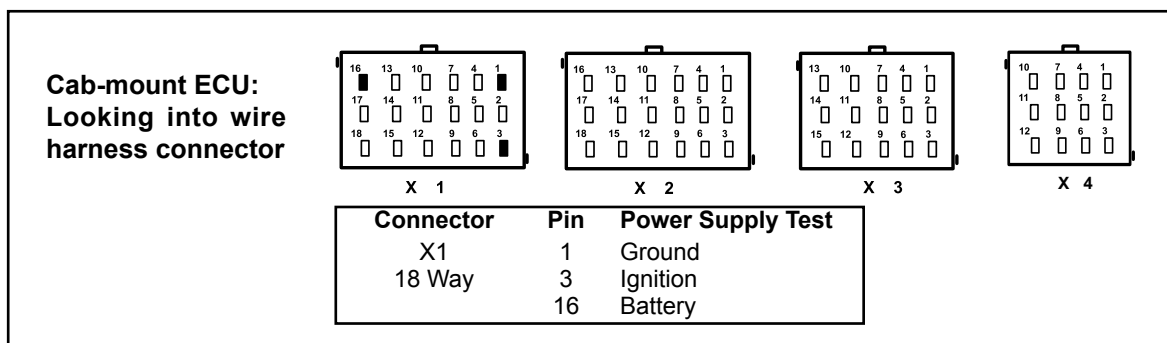 Cab-mount ECU:
Looking into wire
harness connector
16 13 10 7 4 1
17 14 11 8 5 2
18 15 12 9 6 3
X 1
16 13 10 7 4 1
17 14 11 8 5 2
18 15 12 9 6 3
X 2
13 10 7 4 1
14 11 8 5 2
15 12 9 6 3
X 3
10 7 4 1
11 8 5 2
12 9 6 3
X 4
Connector Pin Power Supply Test
X1 1 Ground
18 Way 3 Ignition
16 Battery